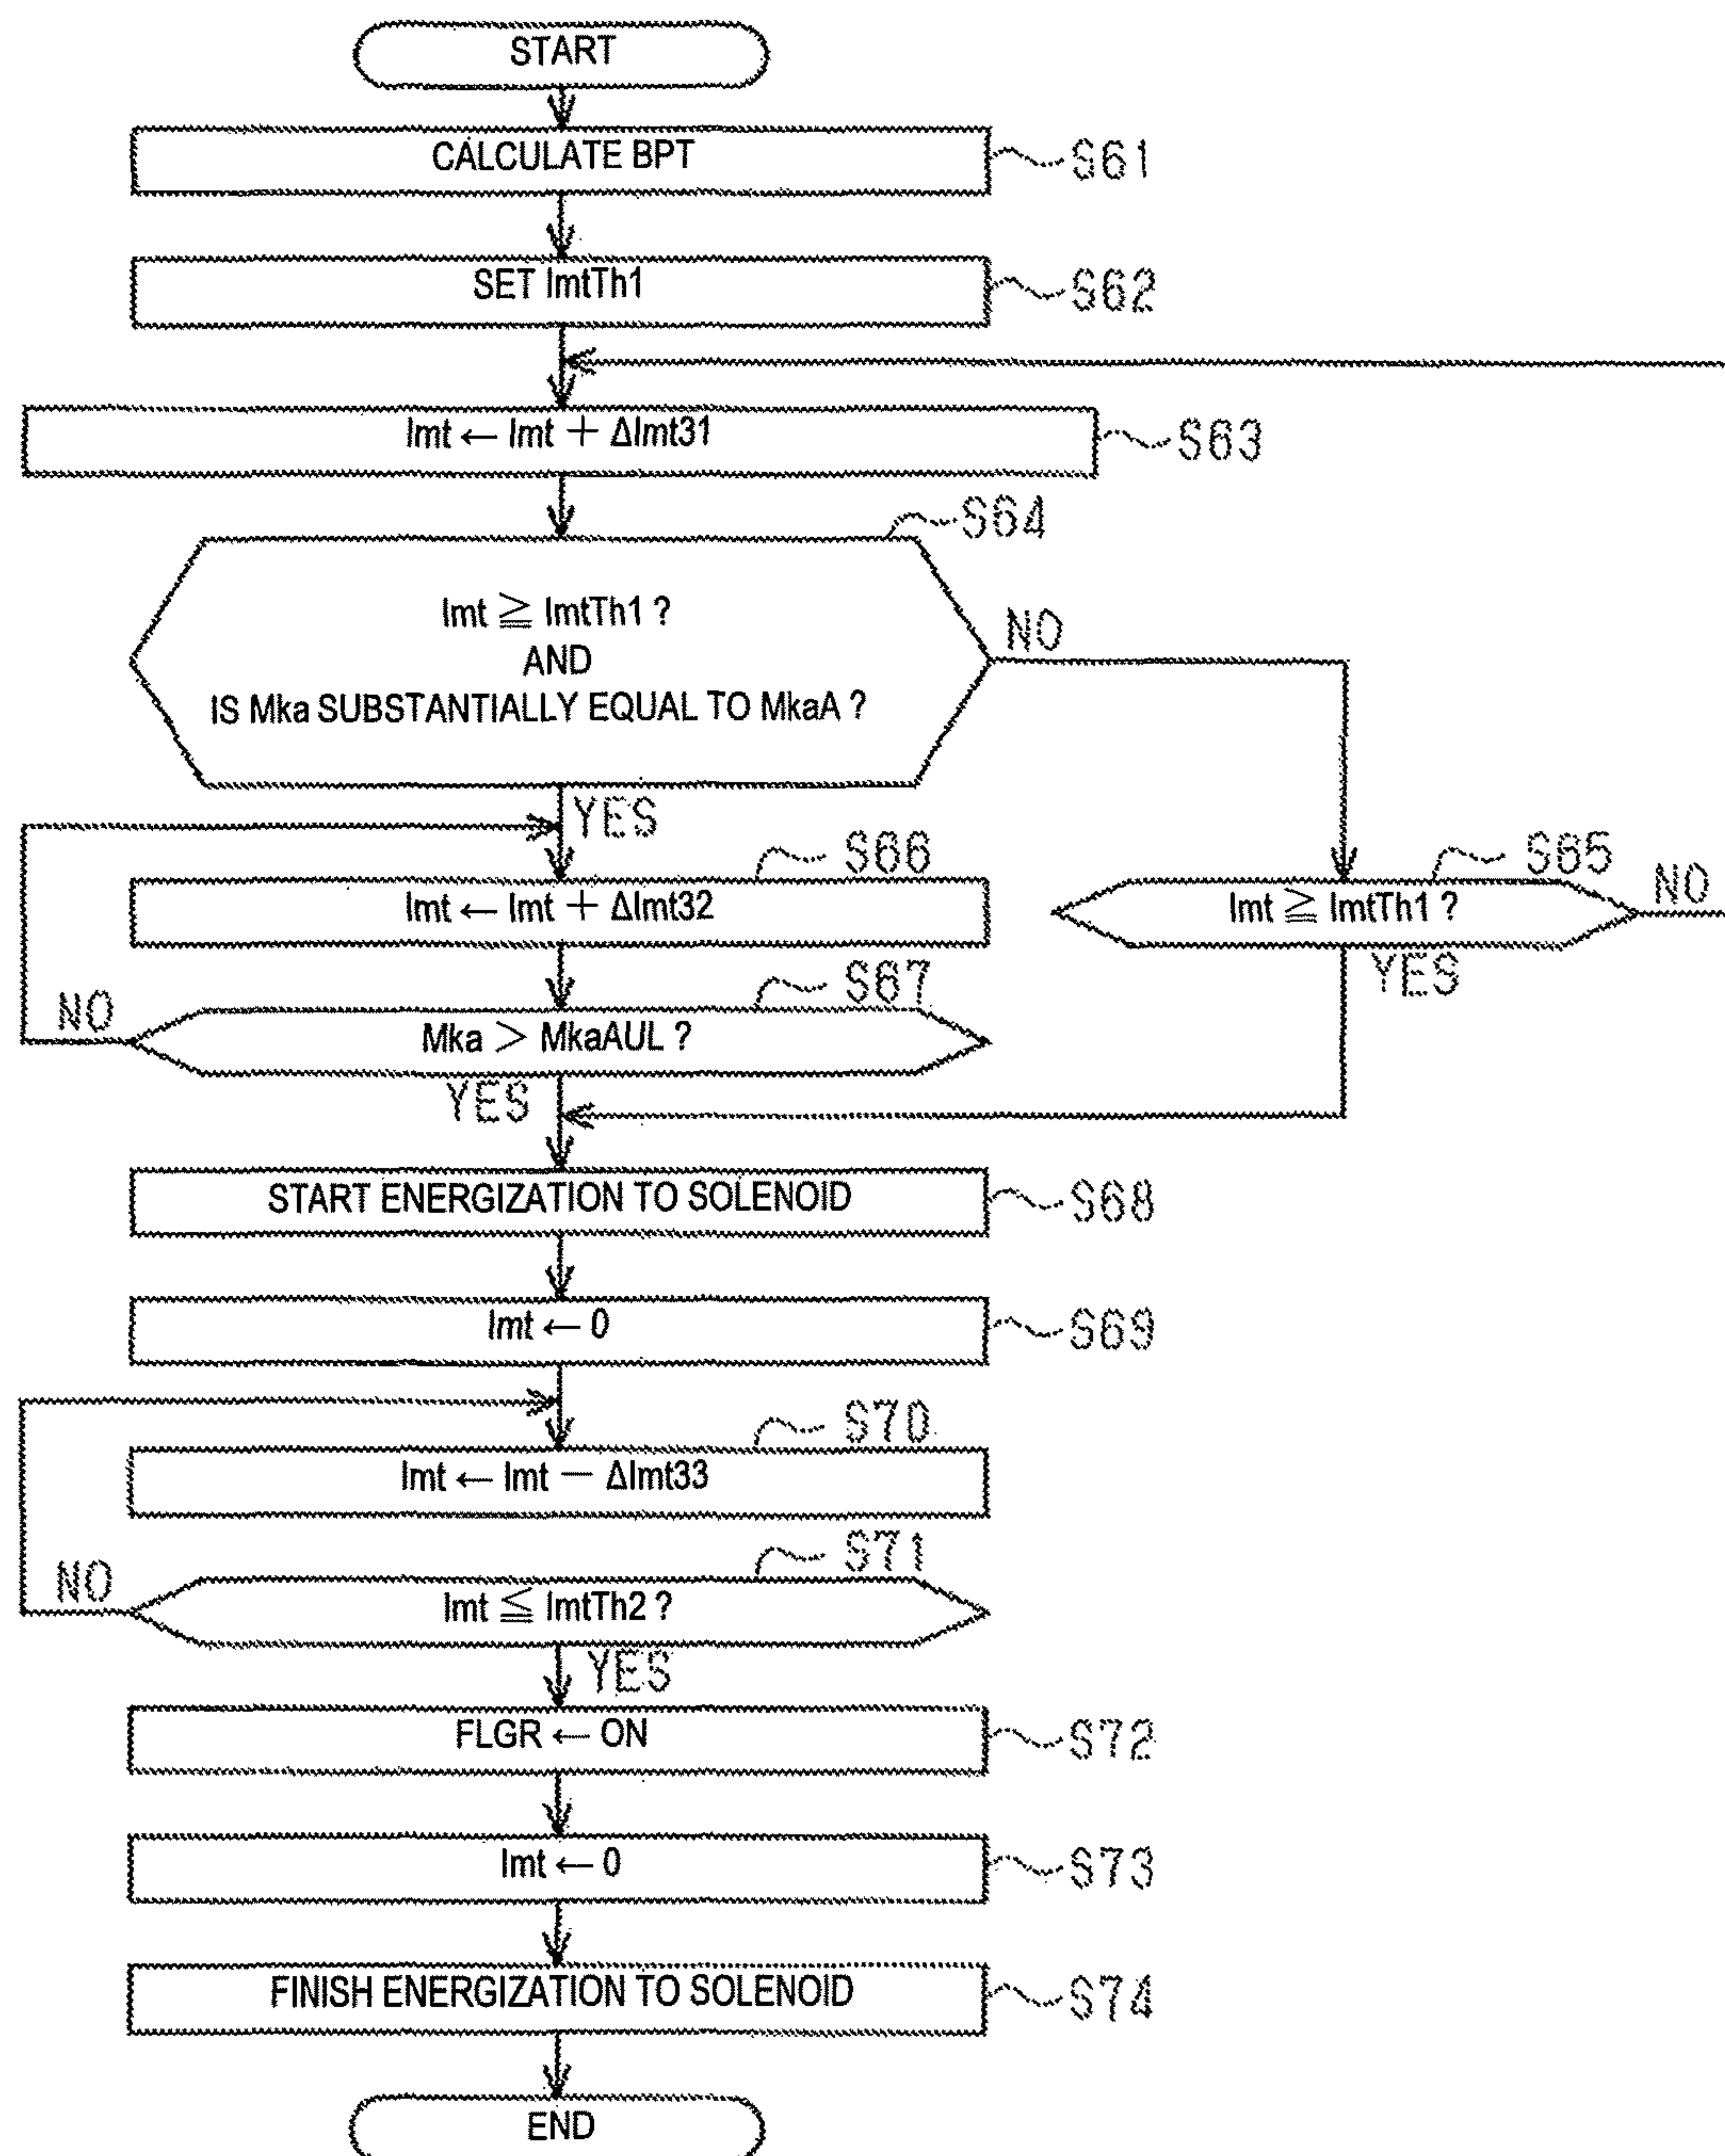 START
CALCULATE BPT
S61
SET ImtTh1
S62
Imt ← Imt + ΔImt31
S63
S64
Imt ≧ ImtTh1 ?
AND
IS Mka SUBSTANTIALLY EQUAL TO MkaA ?
NO
YES
S66
Imt ← Imt + ΔImt32
S65
Imt ≧ ImtTh1 ?
NO
YES
S67
Mka > MkaAUL ?
NO
YES
START ENERGIZATION TO SOLENOID
S68
Imt ← 0
S69
S70
Imt ← Imt − ΔImt33
S71
Imt ≦ ImtTh2 ?
NO
YES
FLGR ← ON
S72
Imt ← 0
S73
FINISH ENERGIZATION TO SOLENOID
S74
END